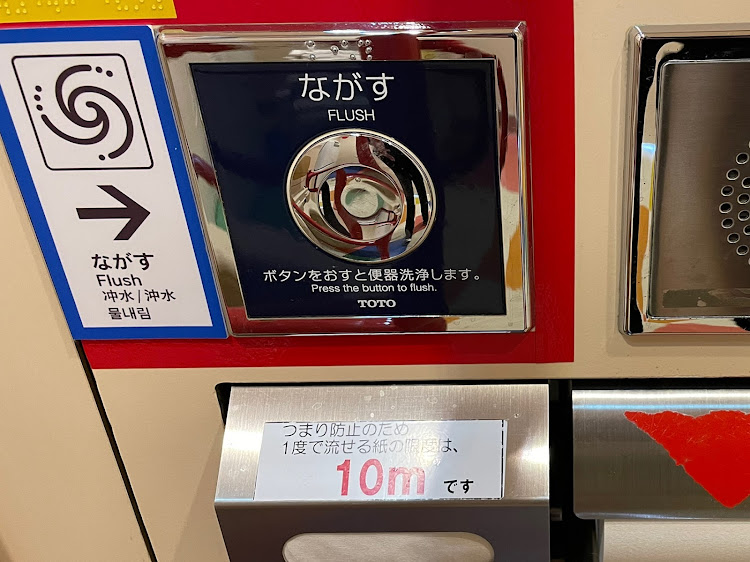 ながす
FLUSH
ボタンをおすと便器洗浄します。
Press the button to flush.
TOTO
ながす
Flush
冲水/沖水
물내림
つまり防止のため
1度で流せる紙の限度は、
10m です